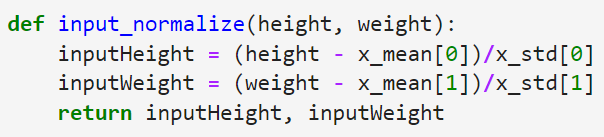 def input_normalize(height, weight):
    inputHeight = (height - x_mean[0])/x_std[0]
    inputWeight = (weight - x_mean[1])/x_std[1]
    return inputHeight, inputWeight